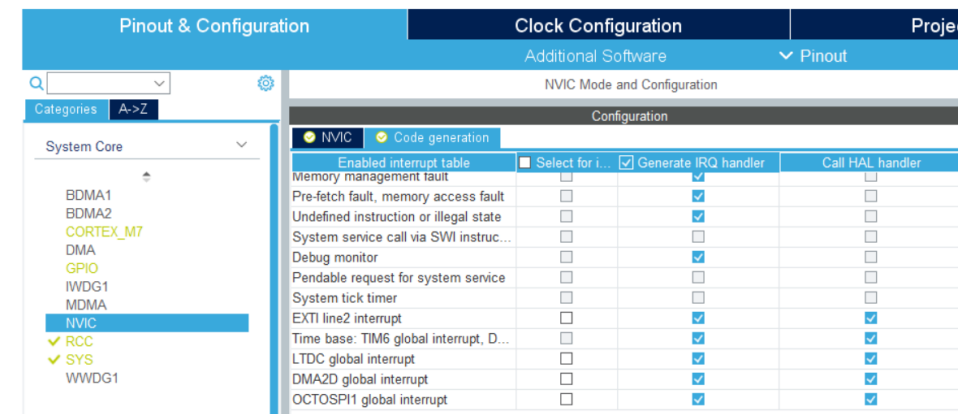 Pinout & Configuration Clock Configuration Proje
Additional Software Pinout
NVIC Mode and Configuration
Categories A->Z
Configuration
System Core
NVIC Code generation
Enabled interrupt table Select for i... Generate IRQ handler Call HAL handler
Memory management fault
BDMA1
Pre-fetch fault, memory access fault
BDMA2
Undefined instruction or illegal state
CORTEX_M7
System service call via SWI instruc...
DMA
Debug monitor
GPIO
Pendable request for system service
IWDG1
System tick timer
MDMA
EXTI line2 interrupt
NVIC
Time base: TIM6 global interrupt, D...
RCC
LTDC global interrupt
SYS
DMA2D global interrupt
WWDG1
OCTOSPI1 global interrupt